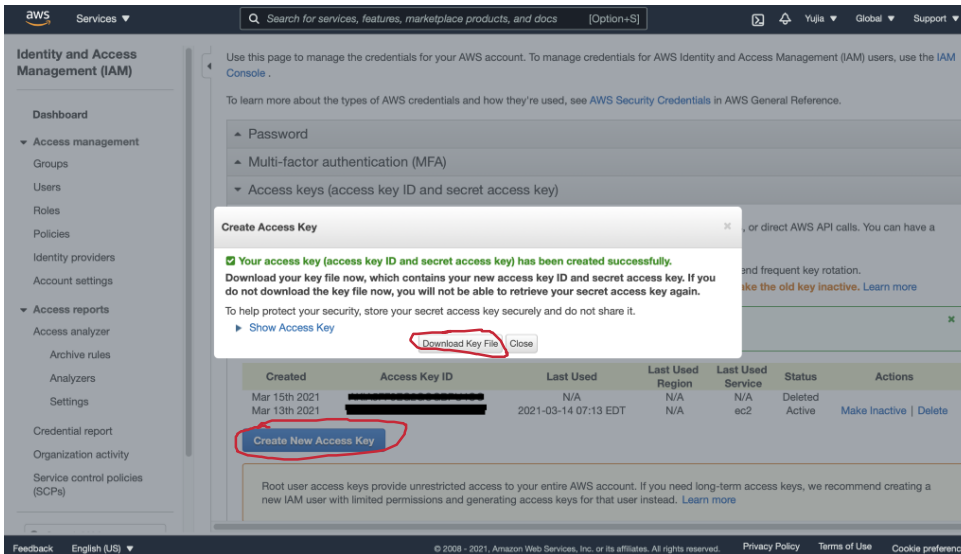 aws Services ▼ Search for services, features, marketplace products, and docs [Option+S] Yujia ▼ Global ▼ Support ▼
Identity and Access
Management (IAM)
Dashboard
Access management
Groups
Users
Roles
Policies
Identity providers
Account settings
Access reports
Access analyzer
Archive rules
Analyzers
Settings
Credential report
Organization activity
Service control policies
(SCPs)
Use this page to manage the credentials for your AWS account. To manage credentials for AWS Identity and Access Management (IAM) users, use the IAM
Console .
To learn more about the types of AWS credentials and how they're used, see AWS Security Credentials in AWS General Reference.
Password
Multi-factor authentication (MFA)
Access keys (access key ID and secret access key)
, or direct AWS API calls. You can have a
end frequent key rotation.
ake the old key inactive. Learn more
Create Access Key
Your access key (access key ID and secret access key) has been created successfully.
Download your key file now, which contains your new access key ID and secret access key. If you
do not download the key file now, you will not be able to retrieve your secret access key again.
To help protect your security, store your secret access key securely and do not share it.
Show Access Key
Download Key File Close
Created Access Key ID Last Used Last Used Region Last Used Service Status Actions
Mar 15th 2021 N/A N/A N/A Deleted
Mar 13th 2021 2021-03-14 07:13 EDT N/A ec2 Active Make Inactive | Delete
Create New Access Key
Root user access keys provide unrestricted access to your entire AWS account. If you need long-term access keys, we recommend creating a
new IAM user with limited permissions and generating access keys for that user instead. Learn more
Feedback English (US) ▼ © 2008 - 2021, Amazon Web Services, Inc. or its affiliates. All rights reserved. Privacy Policy Terms of Use Cookie preferenc